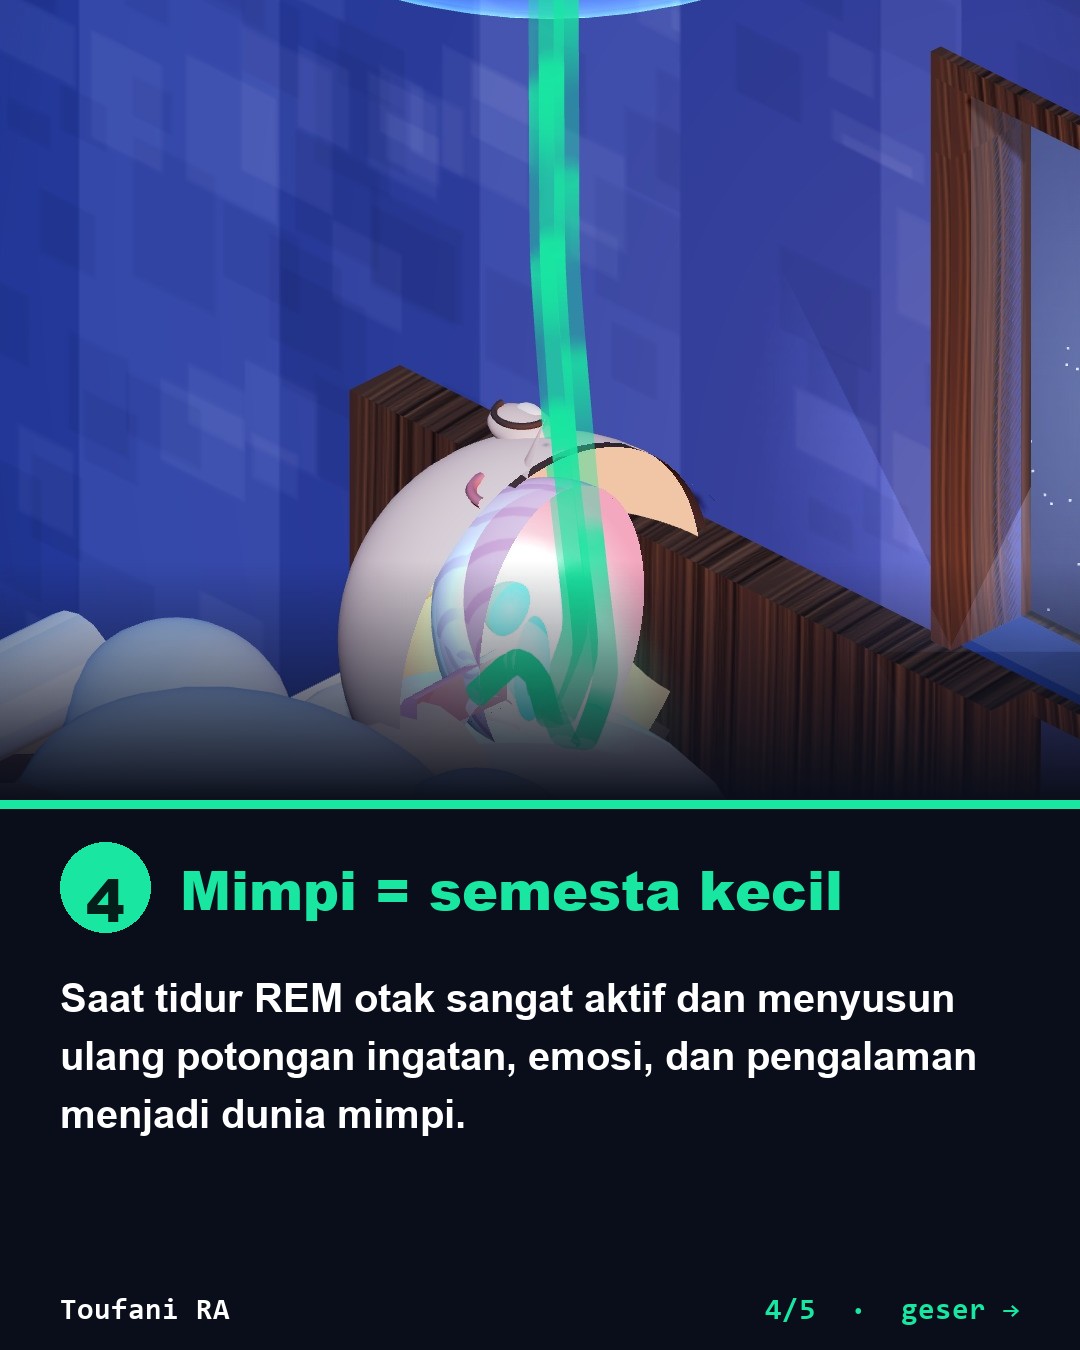 4 Mimpi = semesta kecil
Saat tidur REM otak sangat aktif dan menyusun
ulang potongan ingatan, emosi, dan pengalaman
menjadi dunia mimpi.
Toufani RA
4/5 · geser →